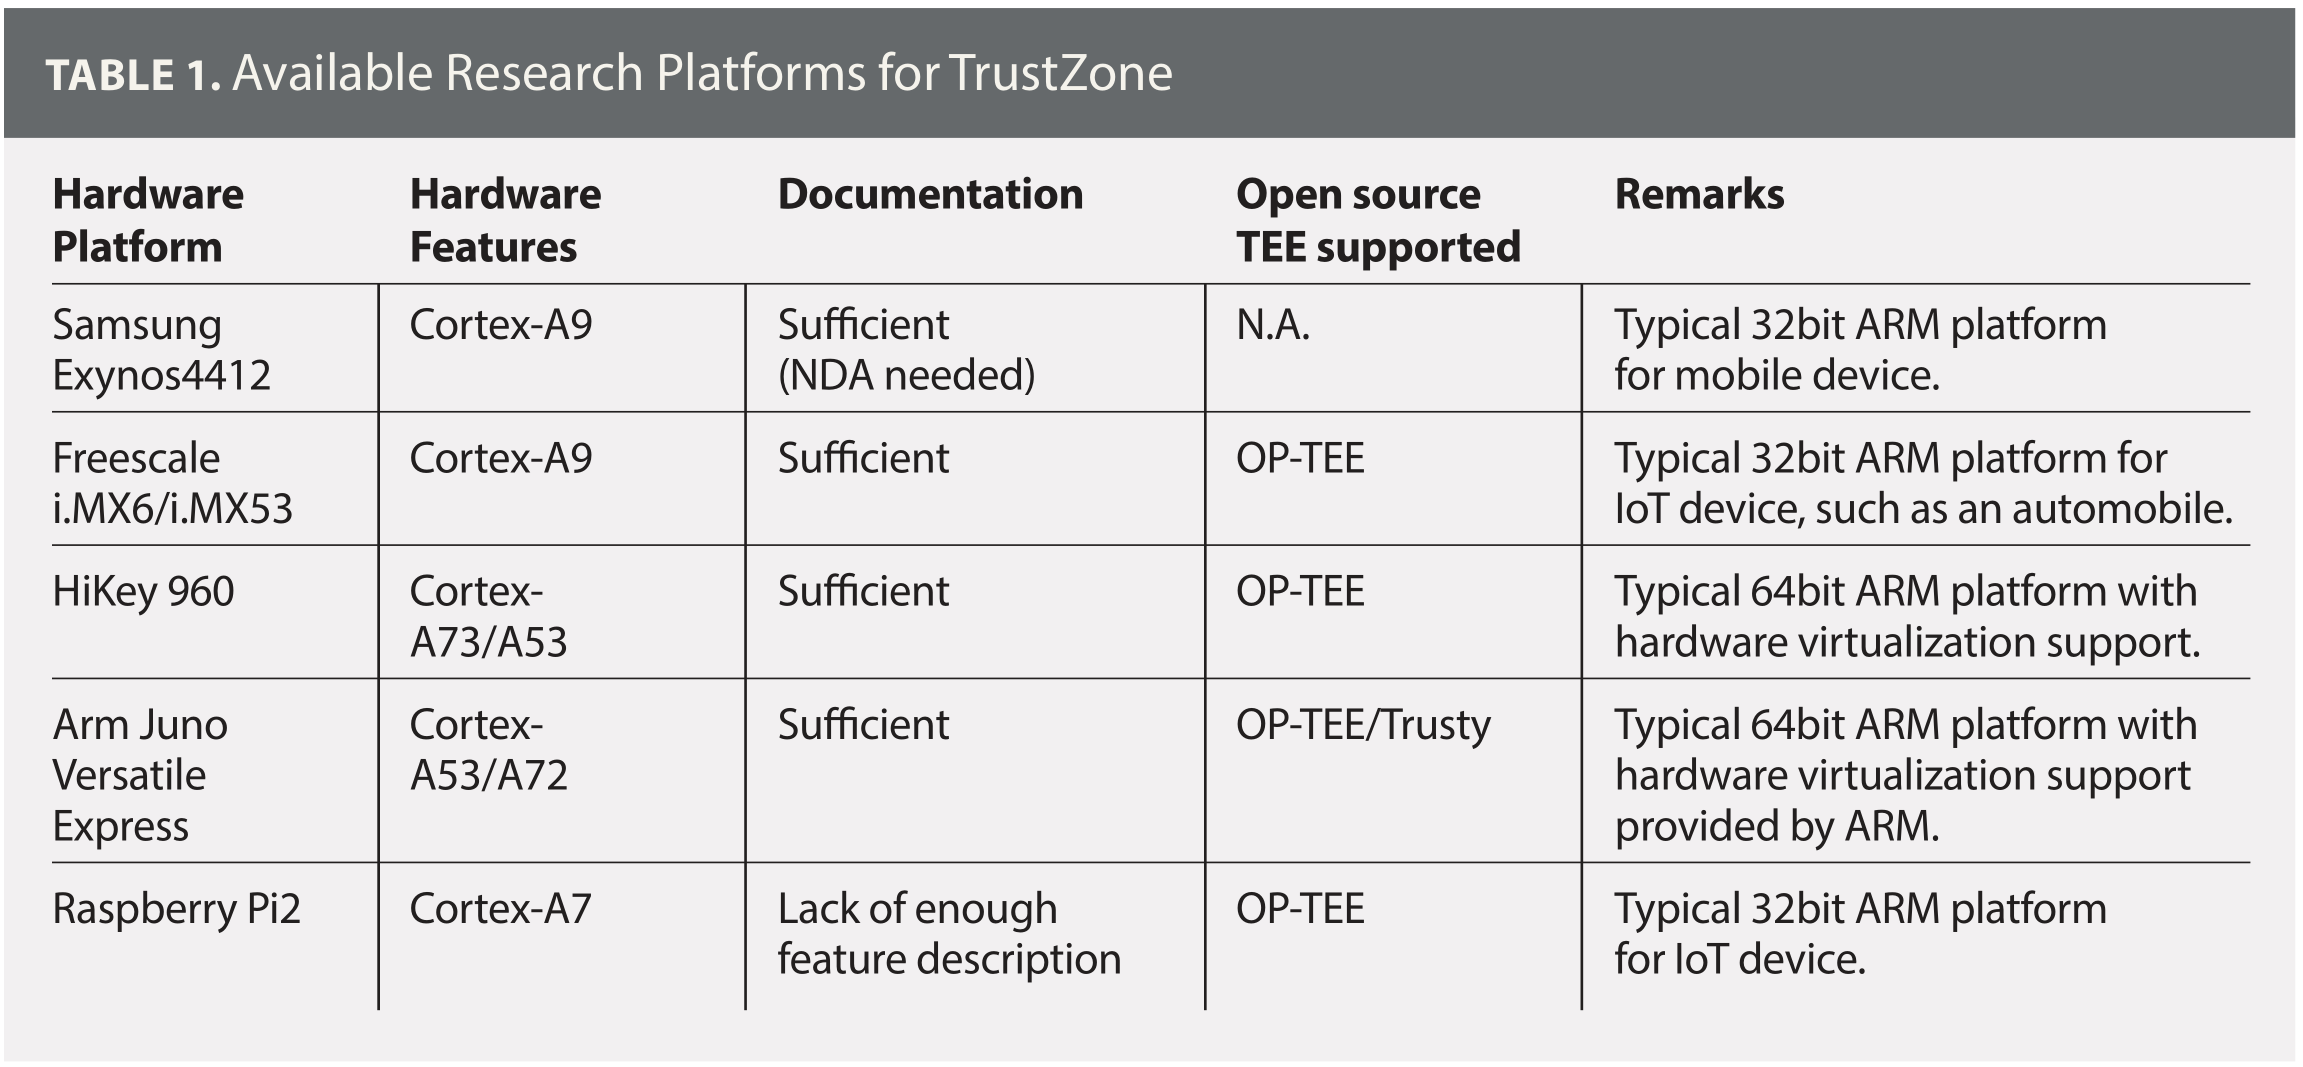 TABLE 1. Available Research Platforms for TrustZone
Hardware
Platform
Hardware
Features
Documentation
Open source
TEE supported
Remarks
Samsung
Exynos4412
Cortex-A9
Sufficient
(NDA needed)
N.A.
Typical 32bit ARM platform
for mobile device.
Freescale
i.MX6/i.MX53
Cortex-A9
Sufficient
OP-TEE
Typical 32bit ARM platform for
IoT device, such as an automobile.
HiKey 960
Cortex-
A73/A53
Sufficient
OP-TEE
Typical 64bit ARM platform with
hardware virtualization support.
Arm Juno
Versatile
Express
Cortex-
A53/A72
Sufficient
OP-TEE/Trusty
Typical 64bit ARM platform with
hardware virtualization support
provided by ARM.
Raspberry Pi2
Cortex-A7
Lack of enough
feature description
OP-TEE
Typical 32bit ARM platform
for IoT device.